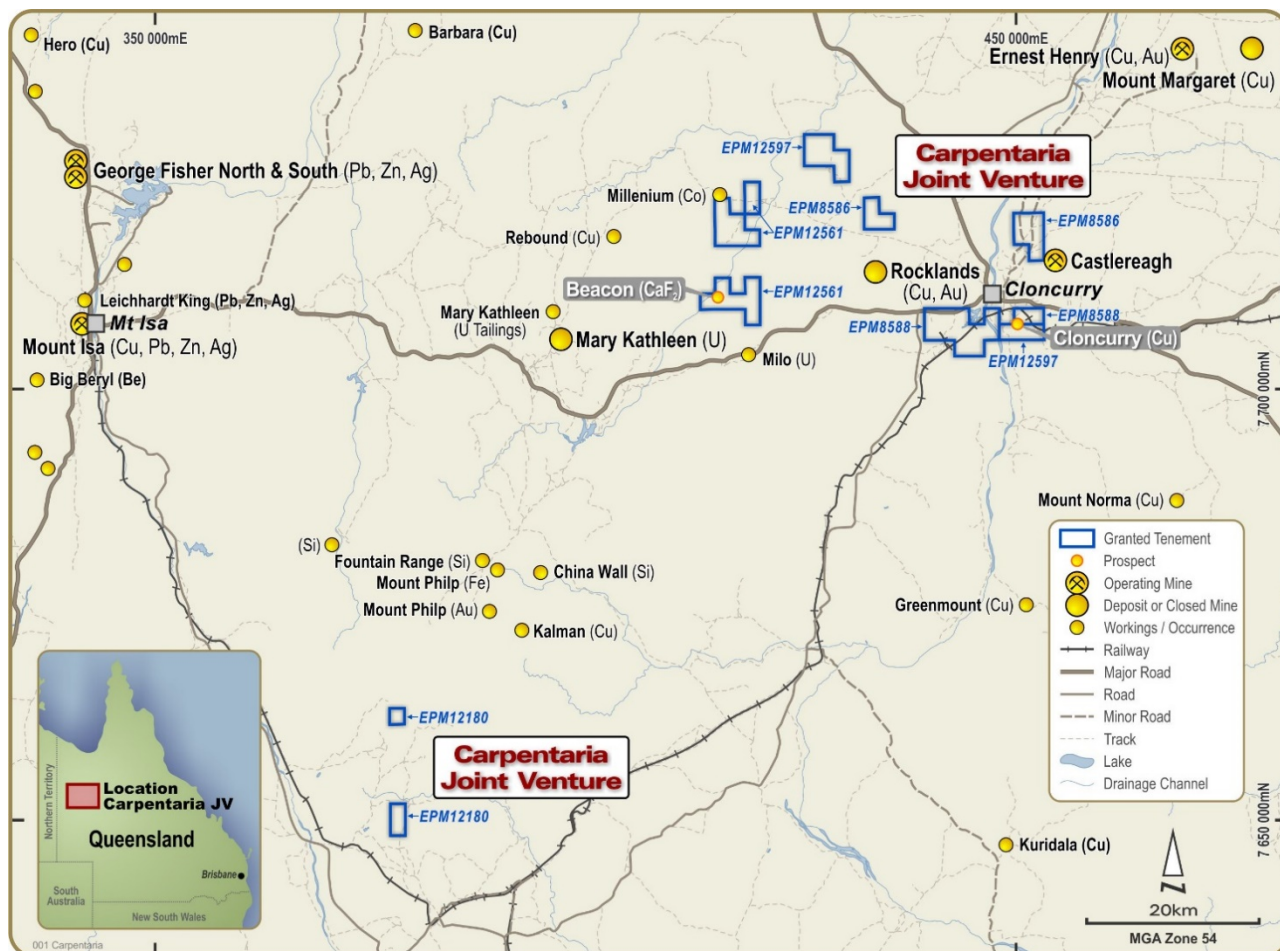 350 000mE
450 000mE
Hero (Cu)
Barbara (Cu)
Ernest Henry (Cu, Au)
Mount Margaret (Cu)
EPM12597
Carpentaria
Joint Venture
George Fisher North & South (Pb, Zn, Ag)
Millenium (Co)
EPM8586
EPM12561
EPM8586
Rebound (Cu)
Castlereagh
Rocklands
(Cu, Au)
Beacon (CaF₂)
EPM12561
Cloncurry
Leichhardt King (Pb, Zn, Ag)
Mary Kathleen
(U Tailings)
Mt Isa
EPM8588
EPM8588
Mount Isa (Cu, Pb, Zn, Ag)
Mary Kathleen (U)
Cloncurry (Cu)
Milo (U)
EPM12597
Big Beryl (Be)
7 700 000mN
Mount Norma (Cu)
(Si)
Fountain Range (Si)
Mount Philp (Fe)
China Wall (Si)
Mount Philp (Au)
Kalman (Cu)
Greenmount (Cu)
EPM12180
Carpentaria
Joint Venture
EPM12180
Kuridala (Cu)
7 650 000mN
Granted Tenement
Prospect
Operating Mine
Deposit or Closed Mine
Workings / Occurrence
Railway
Major Road
Road
Minor Road
Track
Lake
Drainage Channel
N
20km
MGA Zone 54
Northern Territory
Location
Carpentaria JV
Queensland
Brisbane
South
Australia
New South Wales
001 Carpentaria